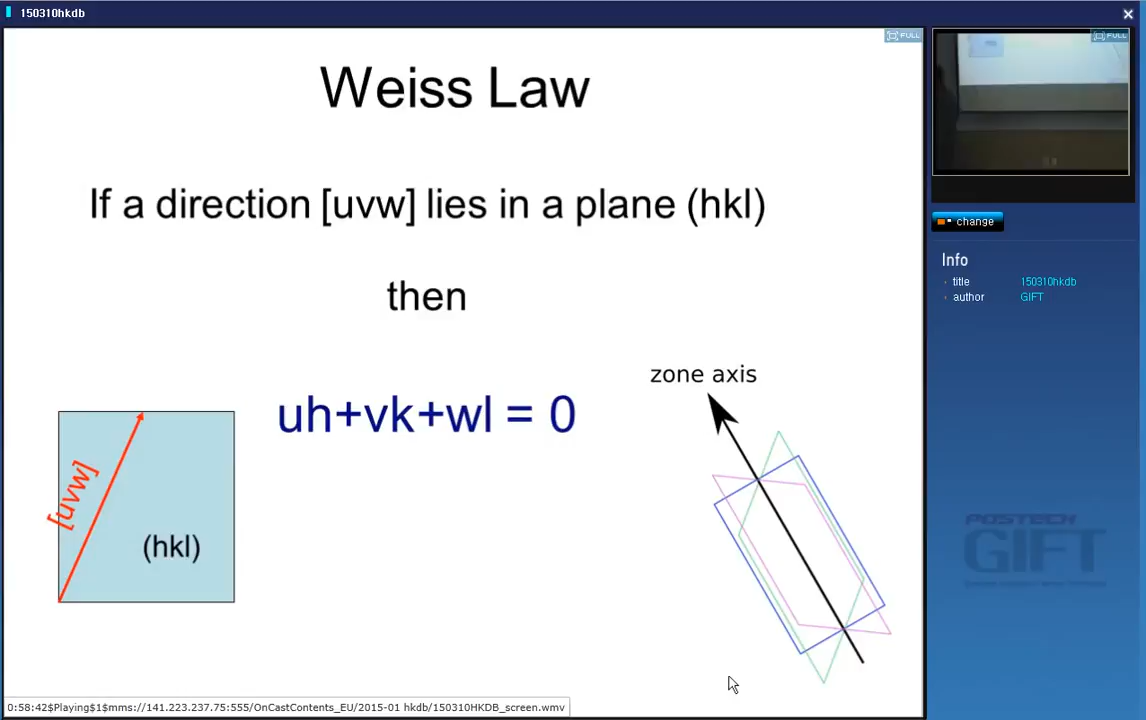 150310hkdb
FULL
FULL
Weiss Law
If a direction [uvw] lies in a plane (hkl)
then
uh+vk+wl = 0
zone axis
[uvw]
(hkl)
change
Info
title 150310hkdb
author GIFT
POSTECH
GIFT
0:58:42$Playing$1$mms://141.223.237.75:555/OnCastContents_EU/2015-01 hkdb/150310HKDB_screen.wmv